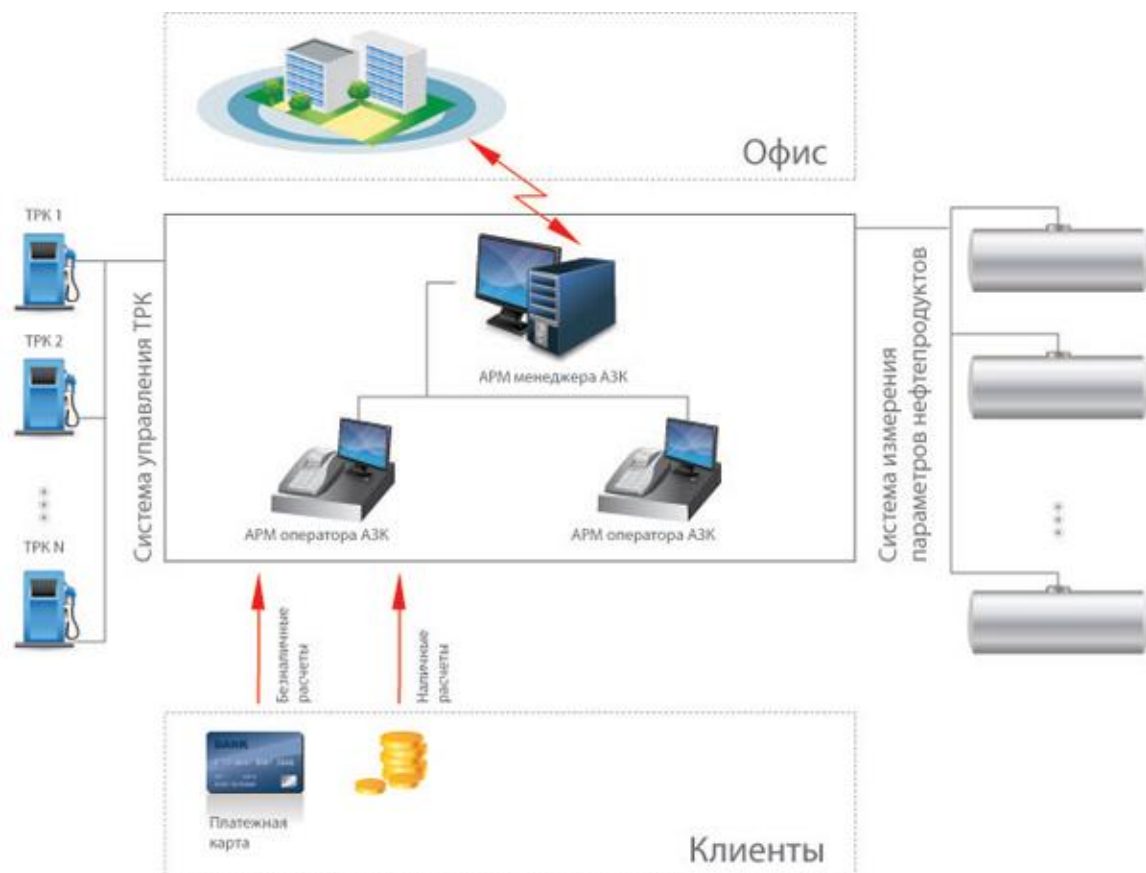 Офис
ТРК 1
ТРК 2
ТРК N
Система управления ТРК
АРМ менеджера АЗК
АРМ оператора АЗК
АРМ оператора АЗК
Система измерения
параметров нефтепродуктов
Безналичные
расчеты
Наличные
расчеты
BANK
Платежная
карта
Клиенты